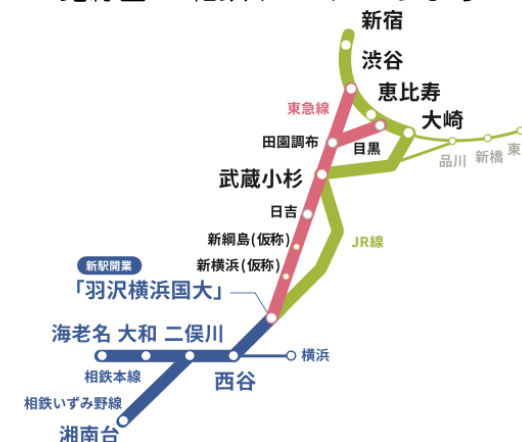 新宿
渋谷
恵比寿
東急線
大崎
田園調布
目黒
品川
新橋
東
武蔵小杉
日吉
新綱島(仮称)
JR線
新横浜(仮称)
新駅開業
「羽沢横浜国大」
海老名 大和 二俣川
横浜
相鉄本線
西谷
相鉄いずみ野線
湘南台